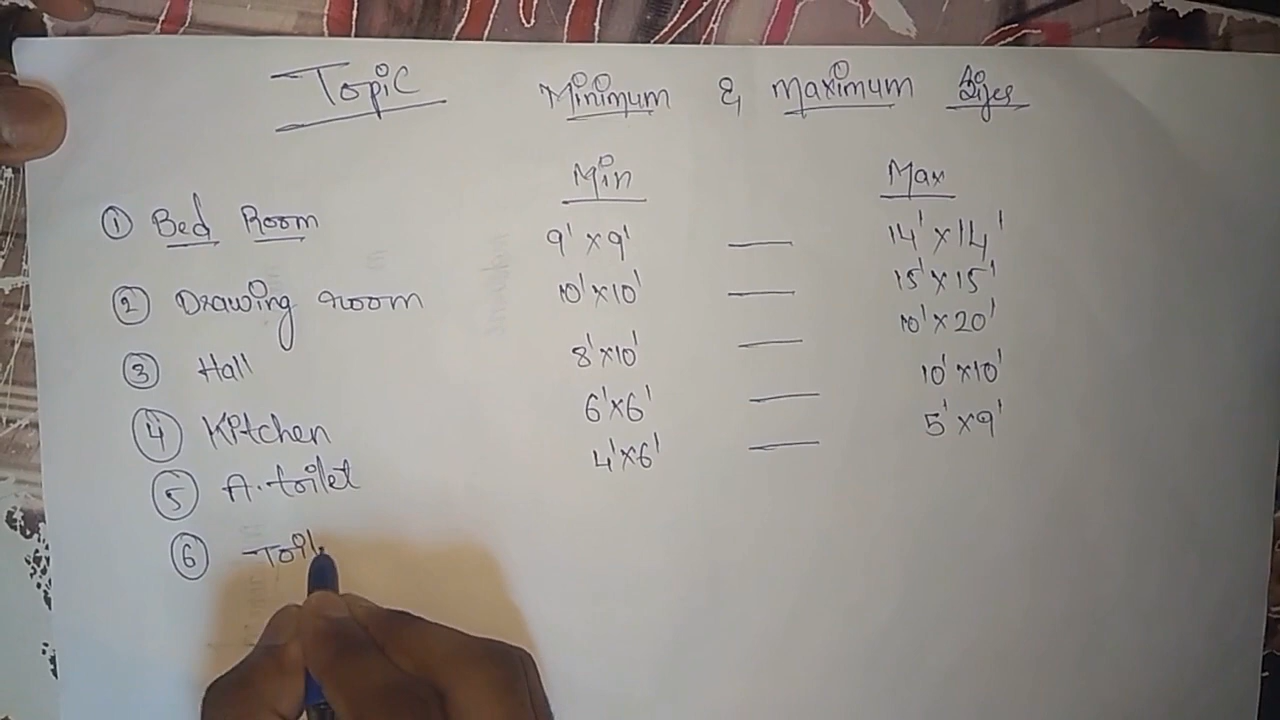 Topic Minimum & Maximum Sizes
Min Max
① Bed Room 9'x9' — 14'x14'
② Drawing room 10'x10' — 15'x15'
③ Hall 8'x10' — 10'x20'
④ Kitchen 6'x6' — 10'x10'
⑤ A.toilet 4'x6' — 5'x9'
⑥ Toil